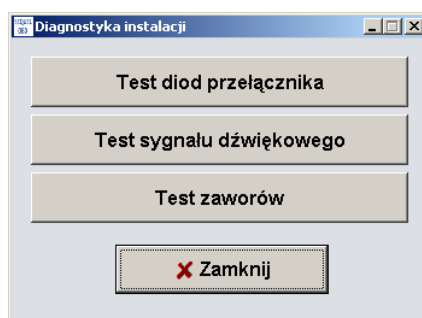 Diagnostyka instalacji
Test diod przełącznika
Test sygnału dźwiękowego
Test zaworów
Zamknij